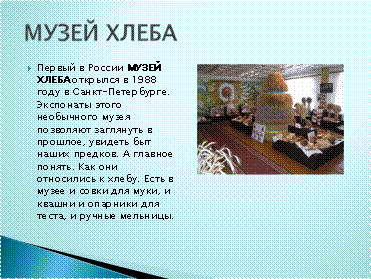 МУЗЕЙ ХЛЕБА
Первый в России МУЗЕЙ
ХЛЕБА открылся в 1988
году в Санкт-Петербурге.
Экспонаты этого
необычного музея
позволяют заглянуть в
прошлое, увидеть быт
наших предков. А главное
понять. Как они
относились к хлебу. Есть в
музее и совки для муки, и
квашни и опарники для
теста, и ручные мельницы.